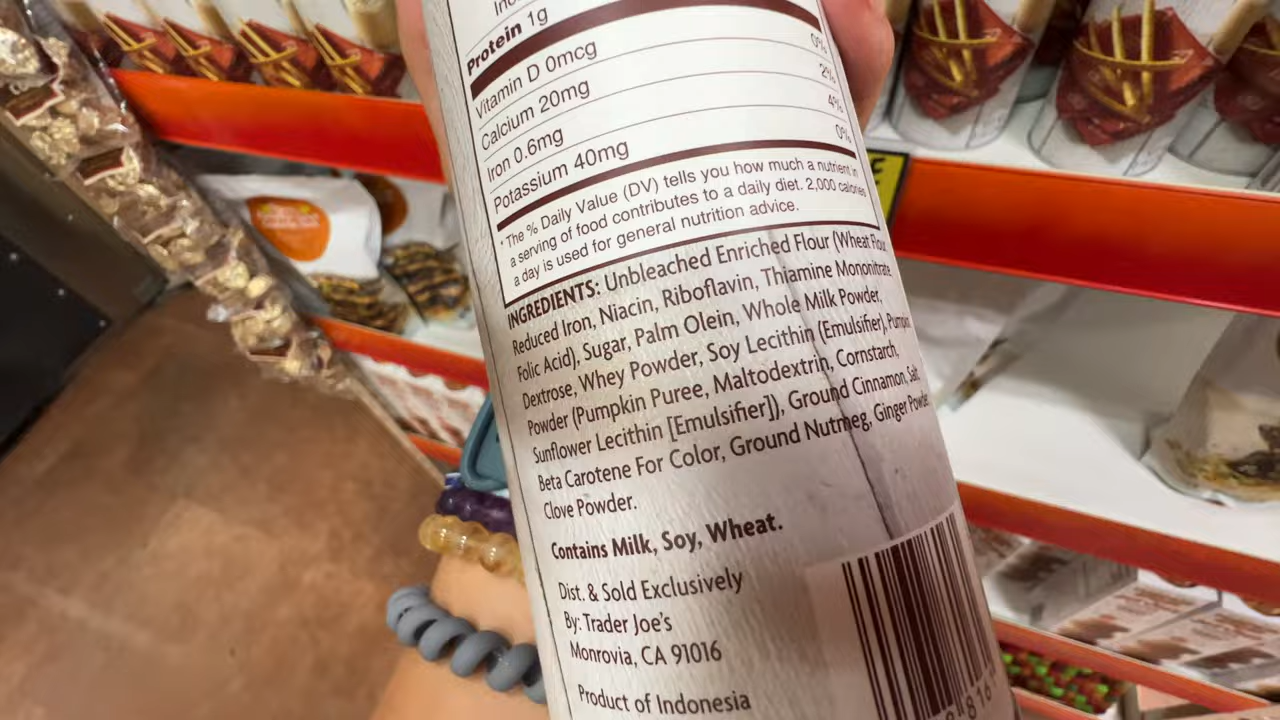 Protein 1g
Vitamin D 0mcg 0%
Calcium 20mg 2%
Iron 0.6mg 4%
Potassium 40mg 0%
* The % Daily Value (DV) tells you how much a nutrient in
a serving of food contributes to a daily diet. 2,000 calories
a day is used for general nutrition advice.
INGREDIENTS: Unbleached Enriched Flour (Wheat Flour
Reduced Iron, Niacin, Riboflavin, Thiamine Mononitrate
Folic Acid), Sugar, Palm Olein, Whole Milk Powder,
Dextrose, Whey Powder, Soy Lecithin (Emulsifier), Pumpkin
Powder (Pumpkin Puree, Maltodextrin, Cornstarch,
Sunflower Lecithin [Emulsifier]), Ground Cinnamon, Salt,
Beta Carotene For Color, Ground Nutmeg, Ginger Powder
Clove Powder.
Contains Milk, Soy, Wheat.
Dist. & Sold Exclusively
By: Trader Joe's
Monrovia, CA 91016
Product of Indonesia